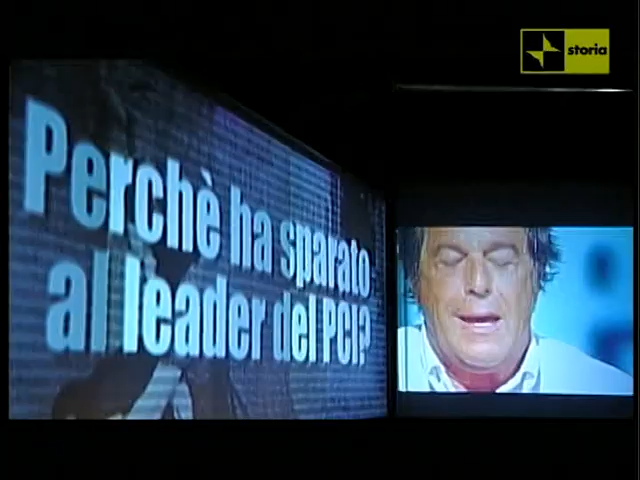 storia
Perchè ha sparato
al leader del PCI?